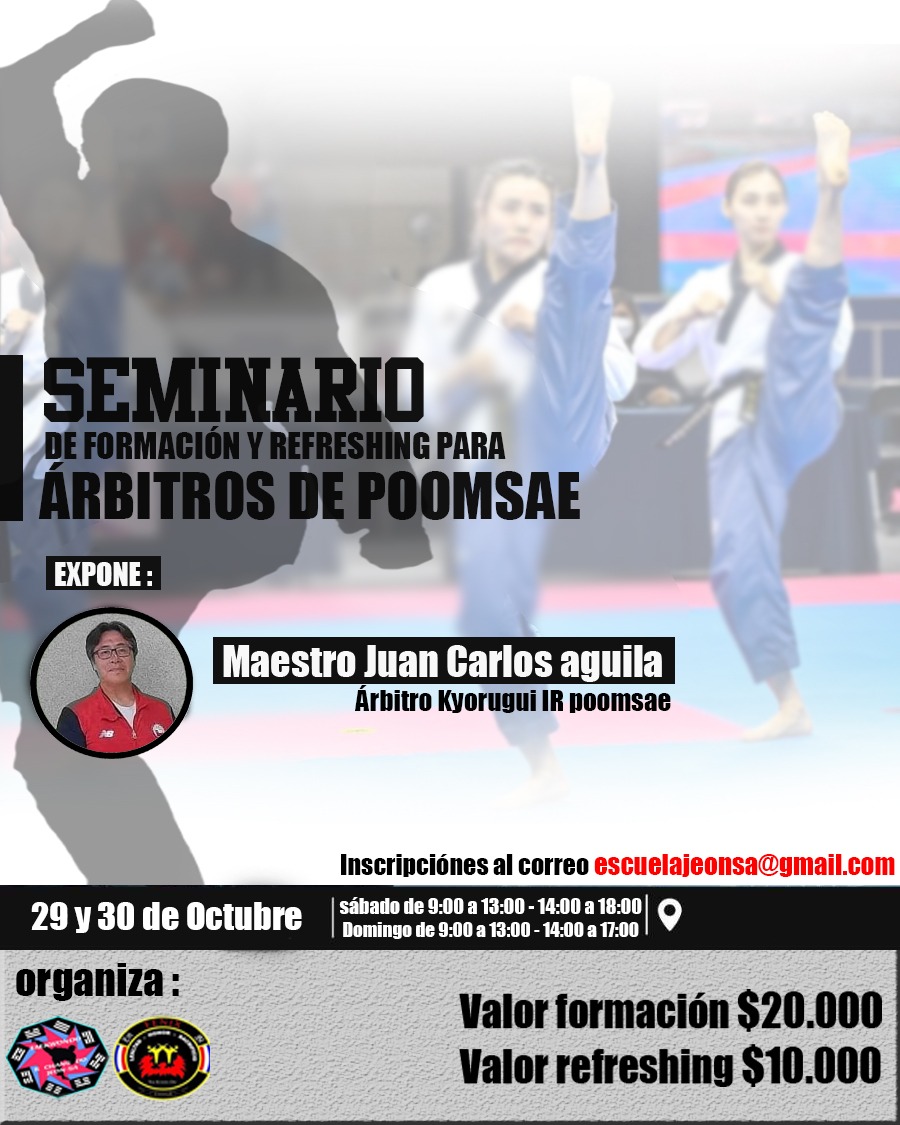 SEMINARIO
DE FORMACIÓN Y REFRESHING PARA
ÁRBITROS DE POOMSAE
EXPONE :
Maestro Juan Carlos aguila
Árbitro Kyorugui IR poomsae
Inscripciónes al correo escuelajeonsa@gmail.com
29 y 30 de Octubre
sábado de 9:00 a 13:00 - 14:00 a 18:00
Domingo de 9:00 a 13:00 - 14:00 a 17:00
organiza :
TAEKWONDO
FENIX
Valor formación $20.000
Valor refreshing $10.000